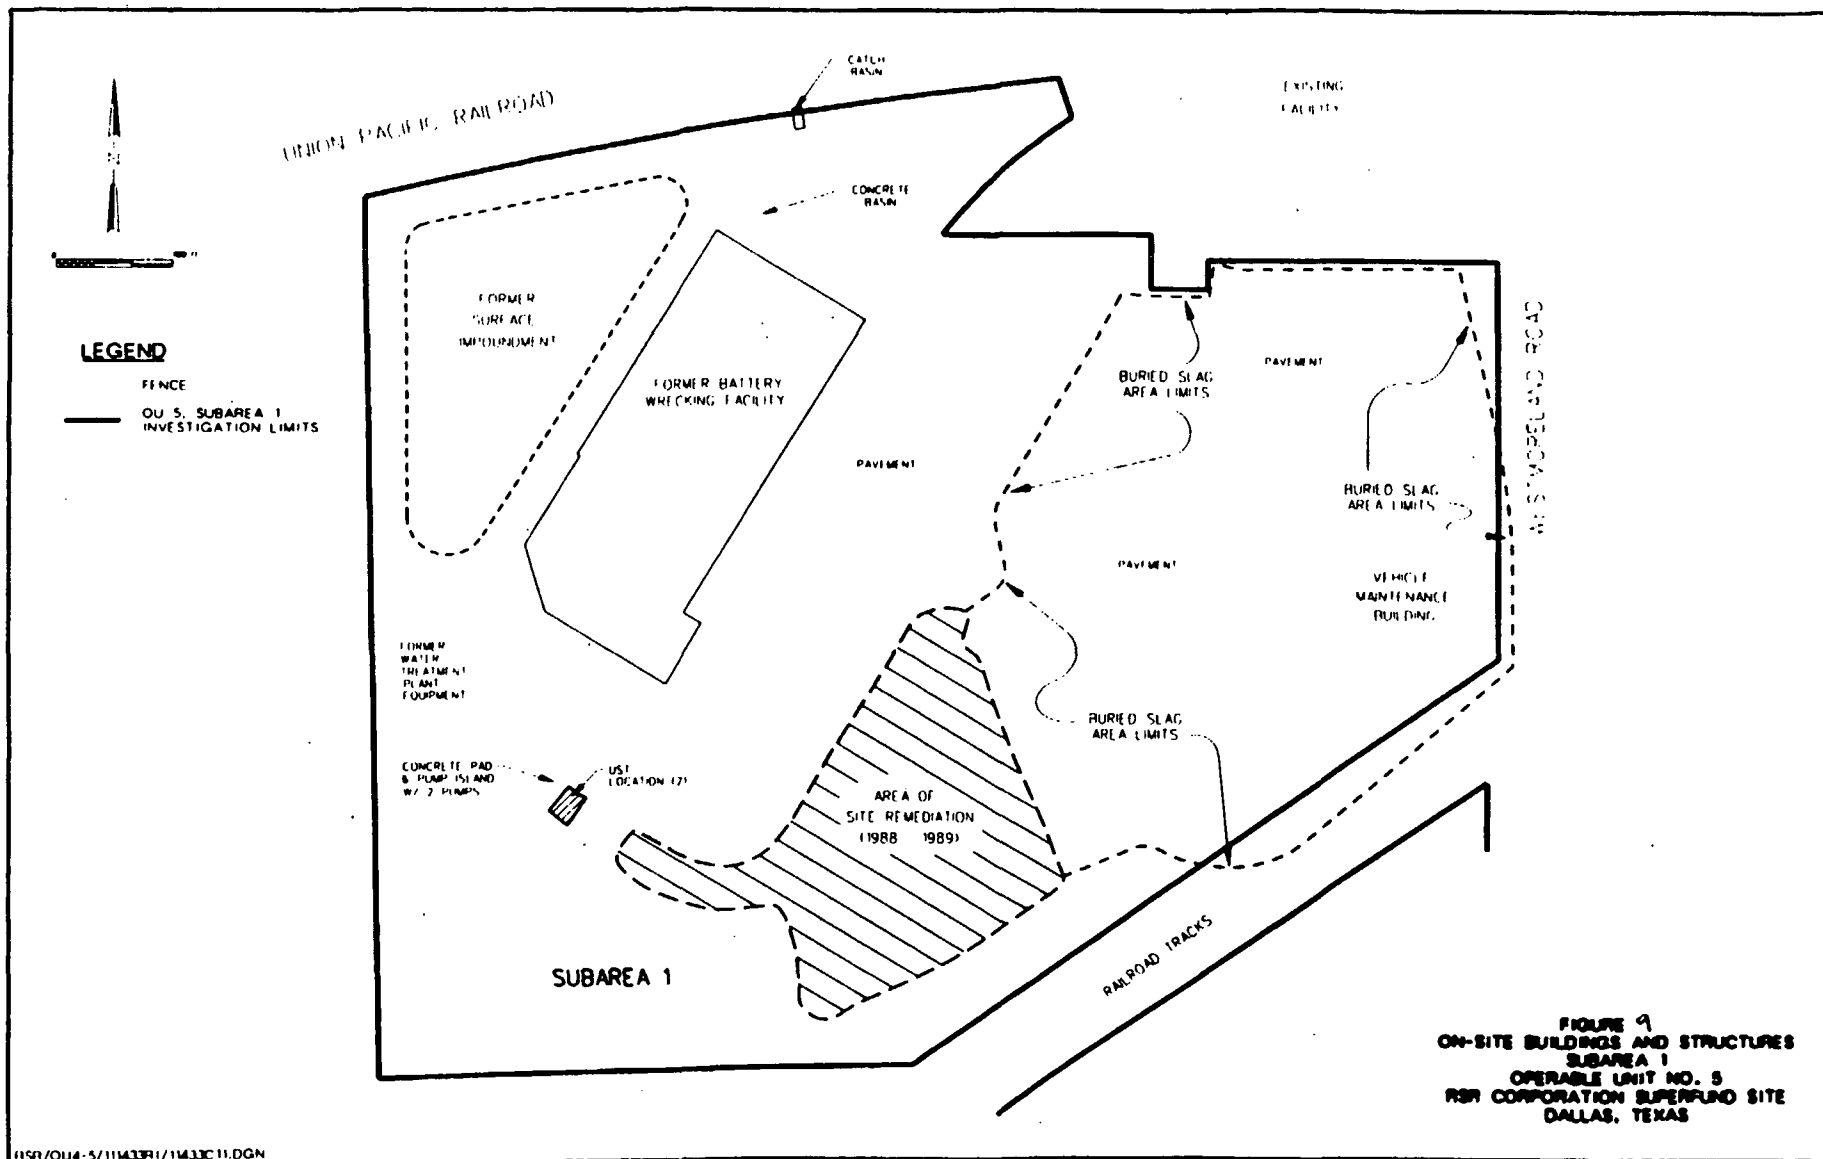 CATCH
BASIN
EXISTING
FACILITY
UNION PACIFIC RAILROAD
N
CONCRETE
BASIN
FORMER
SURFACE
IMPOUNDMENT
LEGEND
FENCE
OU 5, SUBAREA 1
INVESTIGATION LIMITS
FORMER BATTERY
WRECKING FACILITY
PAVEMENT
BURIED SLAG
AREA LIMITS
PAVEMENT
WESTMORELAND ROAD
BURIED SLAG
AREA LIMITS
PAVEMENT
VEHICLE
MAINTENANCE
BUILDING
FORMER
WATER
TREATMENT
PLANT
EQUIPMENT
BURIED SLAG
AREA LIMITS
CONCRETE PAD
& PUMP ISLAND
W/ 2 PUMPS
UST
LOCATION (2)
AREA OF
SITE REMEDIATION
(1988 1989)
RAILROAD TRACKS
SUBAREA 1
FIGURE 9
ON-SITE BUILDINGS AND STRUCTURES
SUBAREA 1
OPERABLE UNIT NO. 5
RSR CORPORATION SUPERFUND SITE
DALLAS, TEXAS